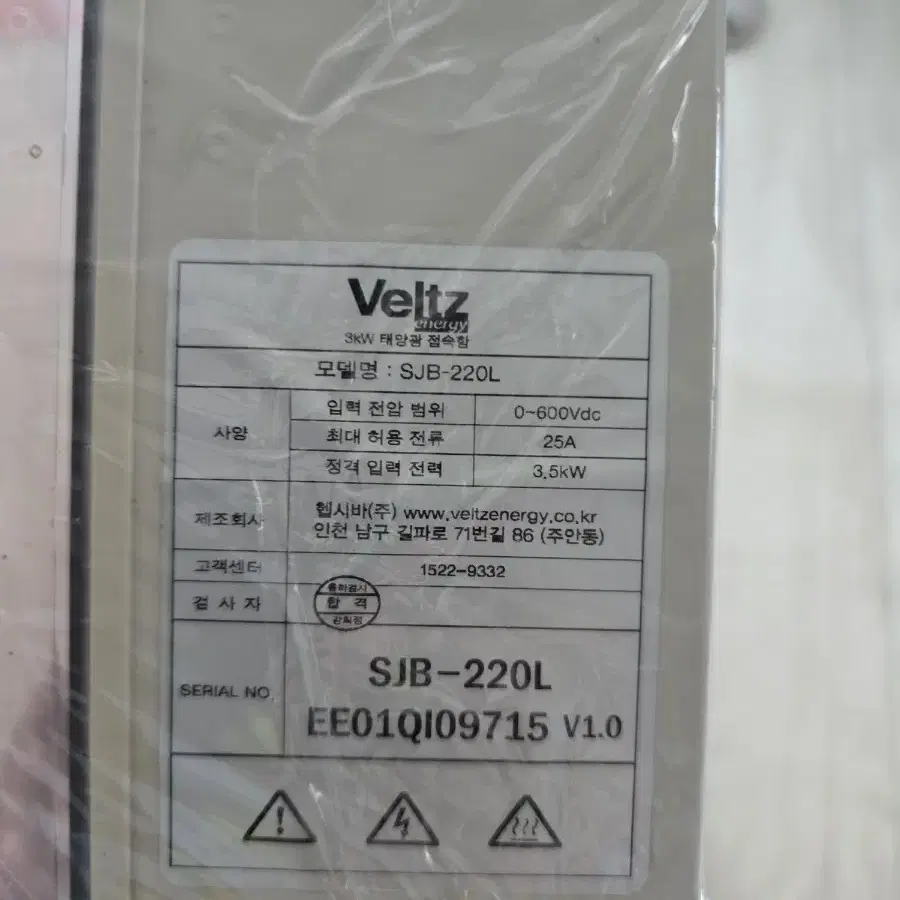 Veltz
energy
3kW 태양광 접속함
모델명 : SJB-220L
사양
입력 전압 범위 0~600Vdc
최대 허용 전류 25A
정격 입력 전력 3.5kW
제조회사 헵시바(주) www.veltzenergy.co.kr
인천 남구 길파로 71번길 86 (주안동)
고객센터 1522-9332
검 사 자
출하검사
합 격
SERIAL NO. SJB-220L
EE01QI09715 V1.0